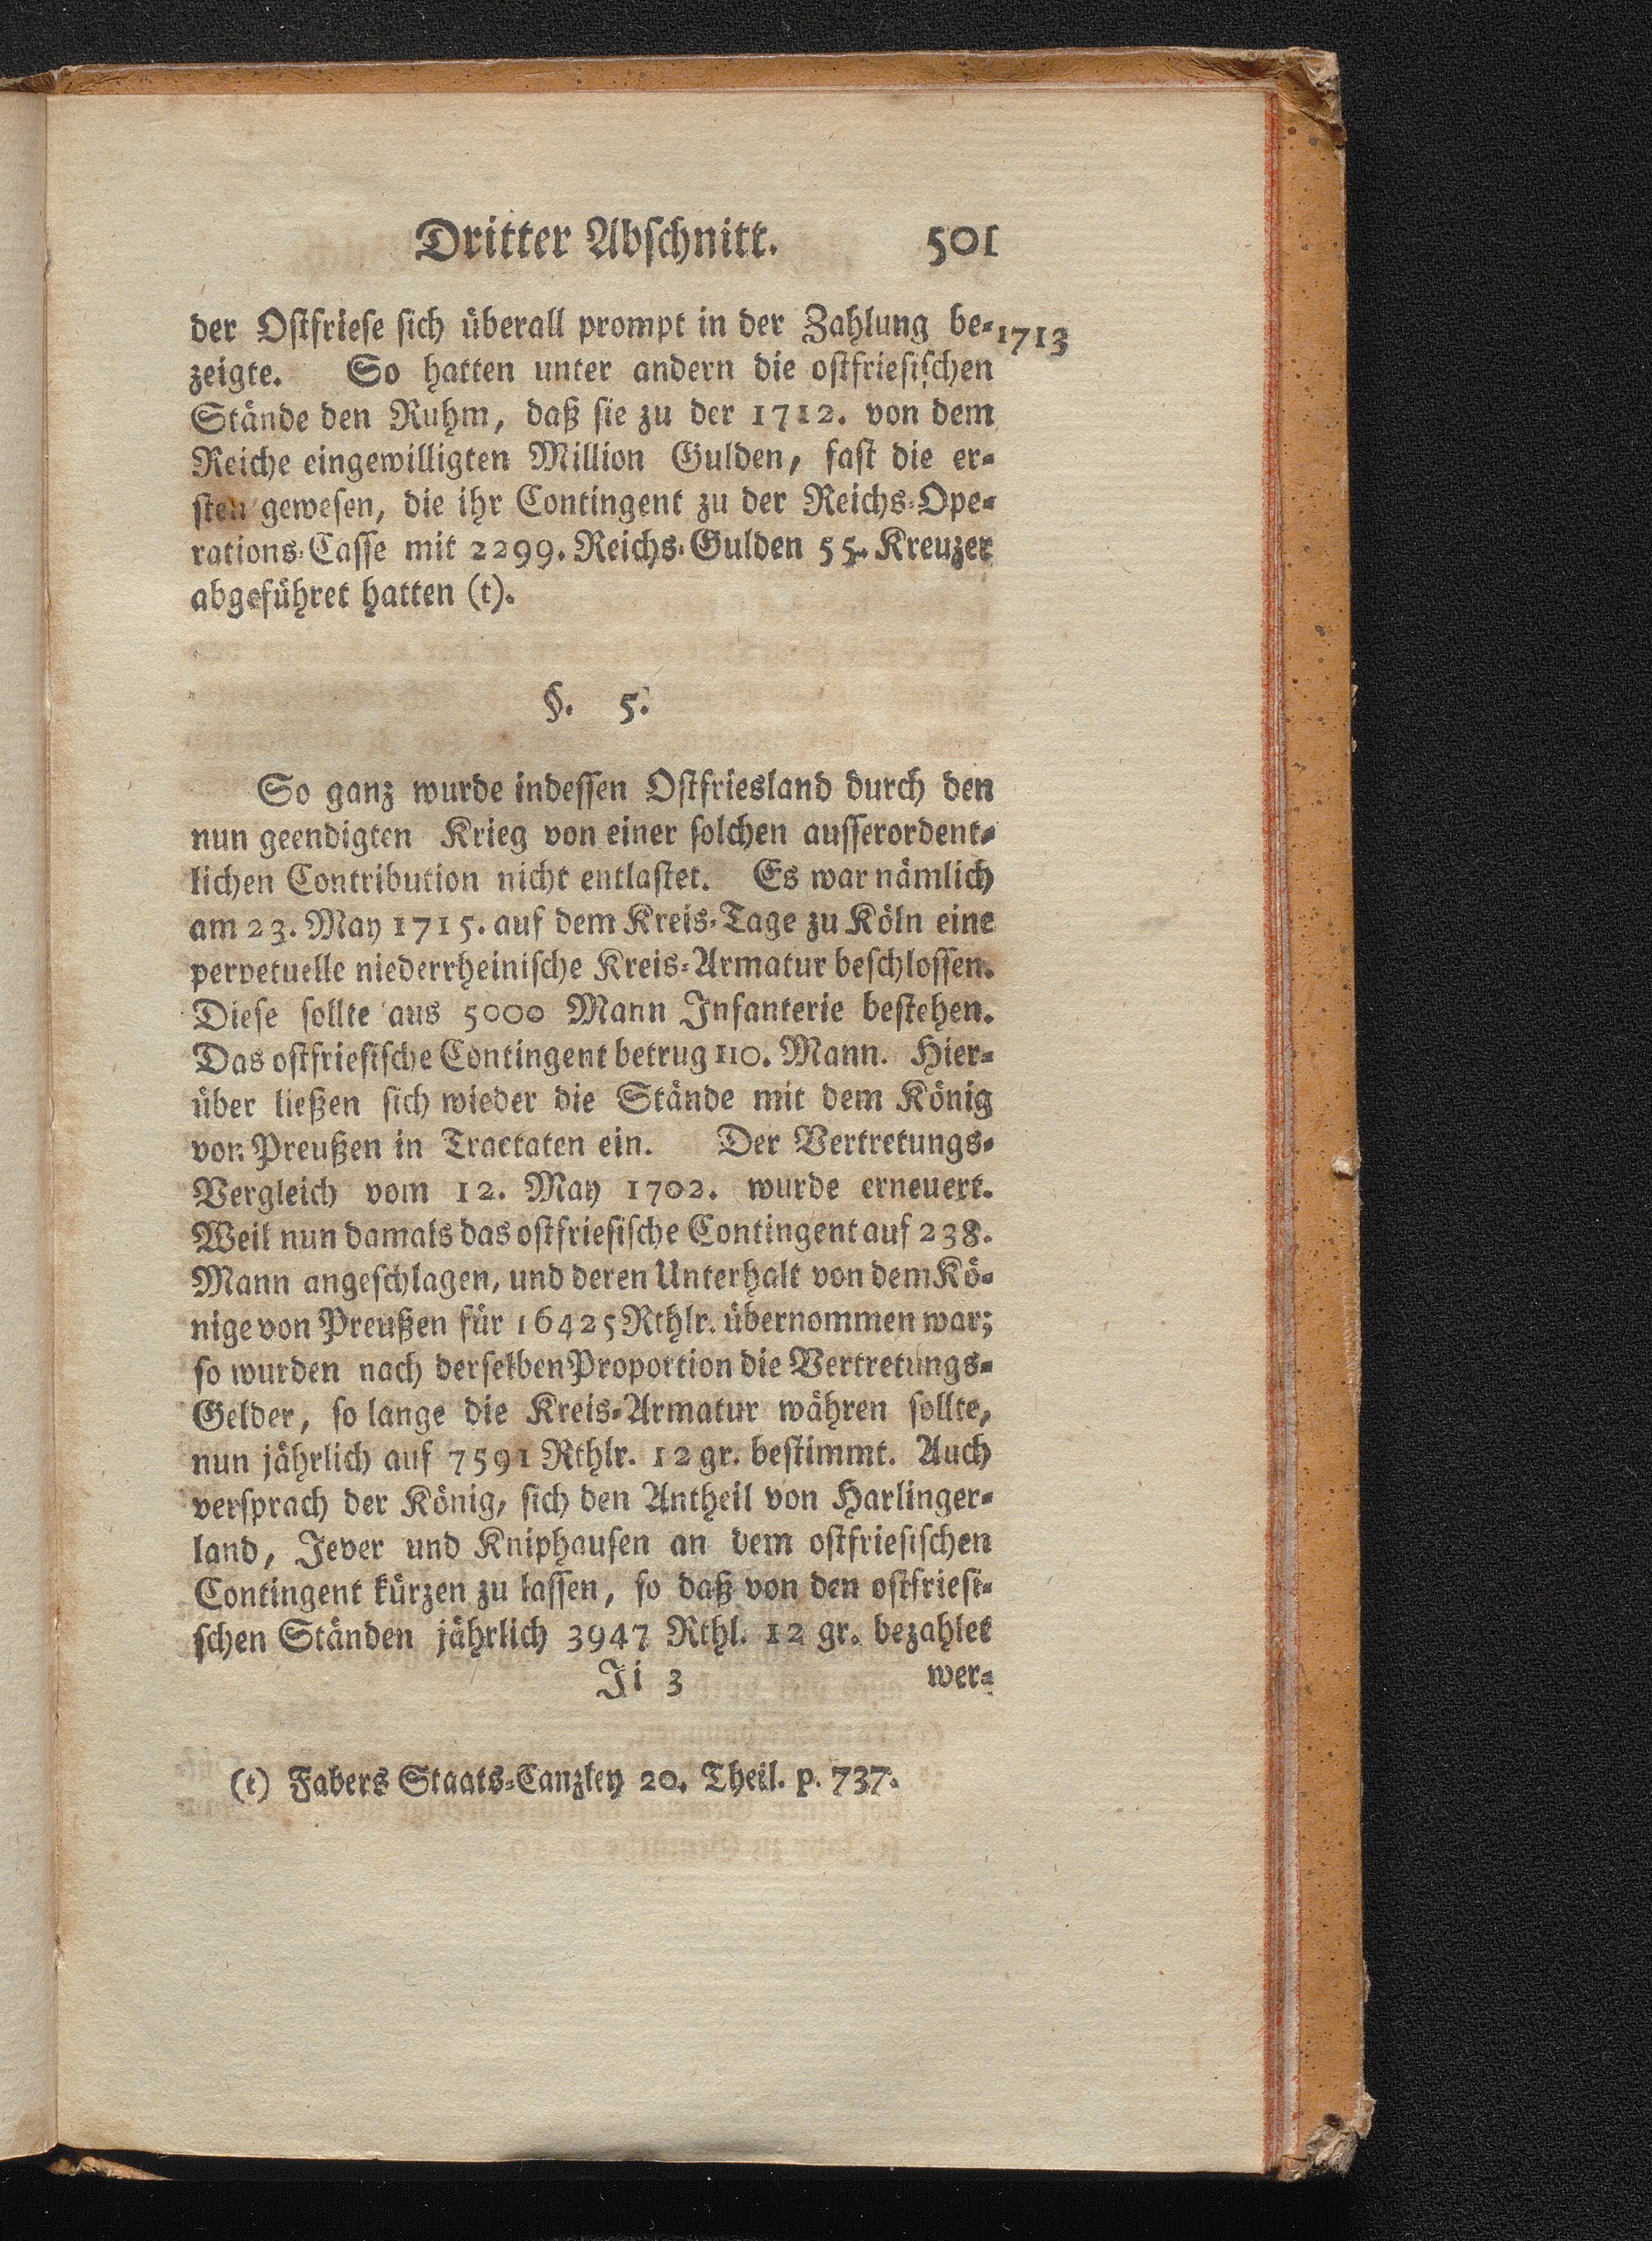 Dritter Abschnitt. 501
der Ostfriese sich überall prompt in der Zahlung be- 1713
zeigte. So hatten unter andern die ostfriesischen
Stände den Ruhm, daß sie zu der 1712. von dem
Reiche eingewilligten Million Gulden, fast die er-
sten gewesen, die ihr Contingent zu der Reichs-Ope-
rations-Casse mit 2299. Reichs-Gulden 55. Kreuzer
abgeführet hatten (t).
§. 5.
So ganz wurde indessen Ostfriesland durch den
nun geendigten Krieg von einer solchen ausserordent-
lichen Contribution nicht entlastet. Es war nämlich
am 23. May 1715. auf dem Kreis-Tage zu Köln eine
perpetuelle niederrheinische Kreis-Armatur beschlossen.
Diese sollte aus 5000 Mann Infanterie bestehen.
Das ostfriesische Contingent betrug 110. Mann. Hier-
über ließen sich wieder die Stände mit dem König
von Preußen in Tractaten ein. Der Vertretungs-
Vergleich vom 12. May 1702. wurde erneuert.
Weil nun damals das ostfriesische Contingent auf 238.
Mann angeschlagen, und deren Unterhalt von dem Kö-
nige von Preußen für 16425 Rthlr. übernommen war;
so wurden nach derselben Proportion die Vertretungs-
Gelder, so lange die Kreis-Armatur währen sollte,
nun jährlich auf 7591 Rthlr. 12 gr. bestimmt. Auch
versprach der König, sich den Antheil von Harlinger-
land, Jever und Kniphausen an dem ostfriesischen
Contingent kürzen zu lassen, so daß von den ostfriesi-
schen Ständen jährlich 3947 Rthl. 12 gr. bezahlet
Ji 3 wer-
(t) Fabers Staats-Canzley 20. Theil. p. 737.